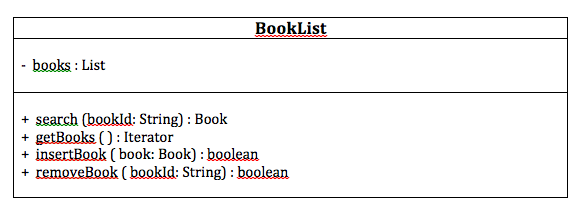 BookList
- books : List
+ search (bookId: String) : Book
+ getBooks ( ) : Iterator
+ insertBook ( book: Book) : boolean
+ removeBook ( bookId: String) : boolean